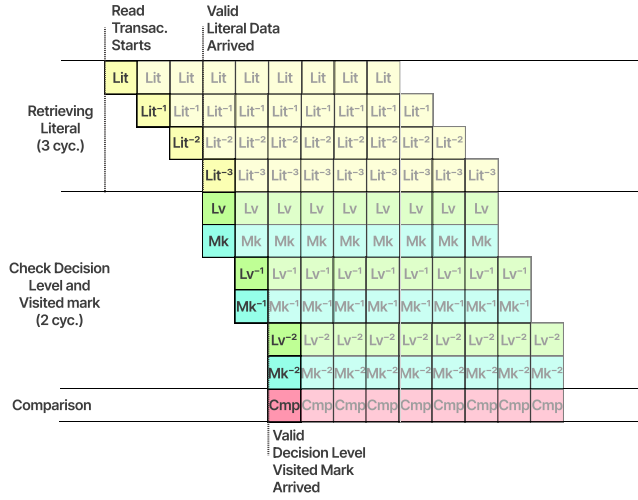 Read
Transac.
Starts
Valid
Literal Data
Arrived
Lit Lit Lit Lit Lit Lit Lit Lit Lit
Retrieving
Literal
(3 cyc.)
Lit⁻¹ Lit⁻¹ Lit⁻¹ Lit⁻¹ Lit⁻¹ Lit⁻¹ Lit⁻¹ Lit⁻¹ Lit⁻¹
Lit⁻² Lit⁻² Lit⁻² Lit⁻² Lit⁻² Lit⁻² Lit⁻² Lit⁻² Lit⁻²
Lit⁻³ Lit⁻³ Lit⁻³ Lit⁻³ Lit⁻³ Lit⁻³ Lit⁻³ Lit⁻³ Lit⁻³
Lv Lv Lv Lv Lv Lv Lv Lv Lv
Mk Mk Mk Mk Mk Mk Mk Mk Mk
Check Decision
Level and
Visited mark
(2 cyc.)
Lv⁻¹ Lv⁻¹ Lv⁻¹ Lv⁻¹ Lv⁻¹ Lv⁻¹ Lv⁻¹ Lv⁻¹ Lv⁻¹
Mk⁻¹ Mk⁻¹ Mk⁻¹ Mk⁻¹ Mk⁻¹ Mk⁻¹ Mk⁻¹ Mk⁻¹ Mk⁻¹
Lv⁻² Lv⁻² Lv⁻² Lv⁻² Lv⁻² Lv⁻² Lv⁻² Lv⁻² Lv⁻²
Mk⁻² Mk⁻² Mk⁻² Mk⁻² Mk⁻² Mk⁻² Mk⁻² Mk⁻² Mk⁻²
Comparison
Cmp Cmp Cmp Cmp Cmp Cmp Cmp Cmp Cmp
Valid
Decision Level
Visited Mark
Arrived